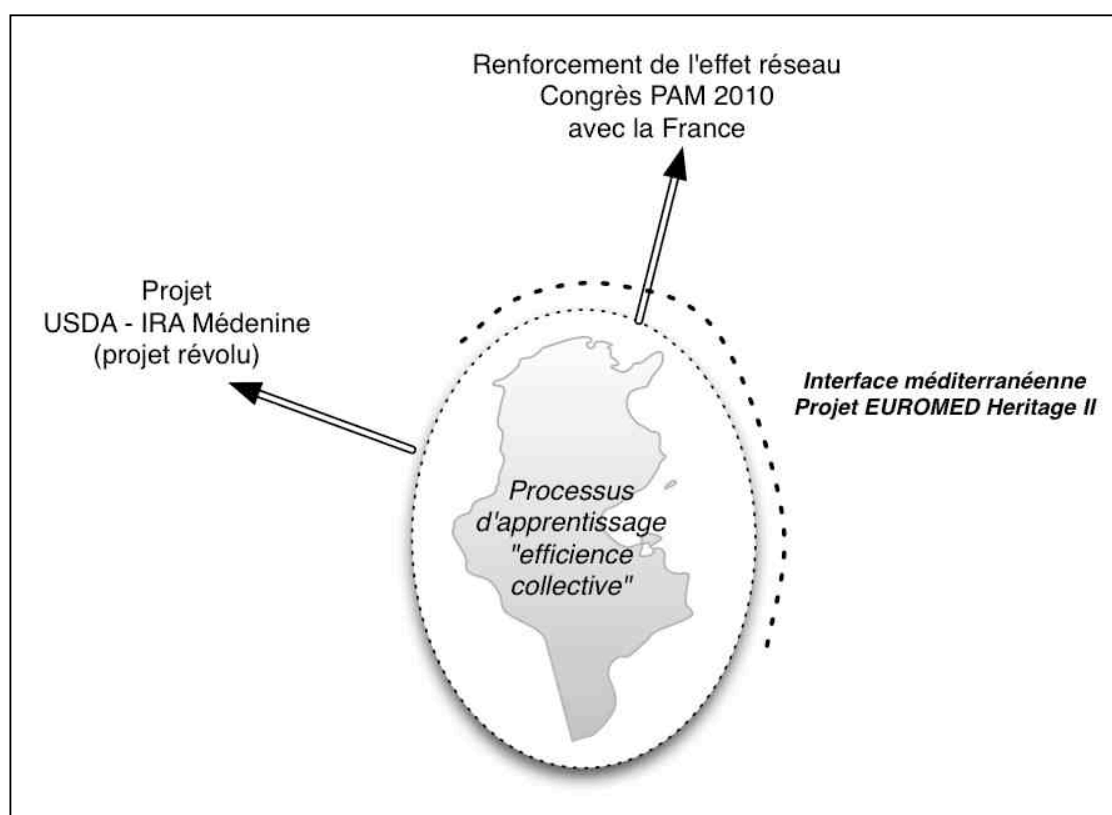 Renforcement de l'effet réseau
Congrès PAM 2010
avec la France
Projet
USDA - IRA Médenine
(projet révolu)
Interface méditerranéenne
Projet EUROMED Heritage II
Processus
d'apprentissage
"efficience
collective"